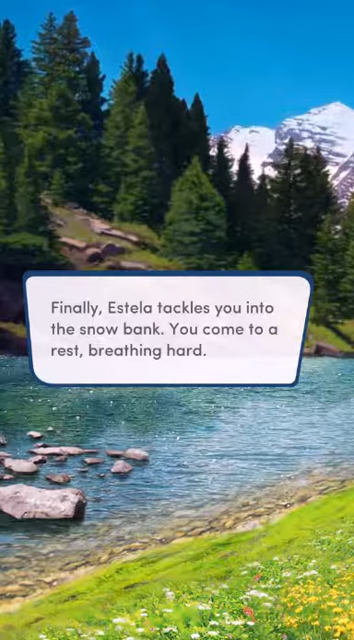 Finally, Estela tackles you into
the snow bank. You come to a
rest, breathing hard.